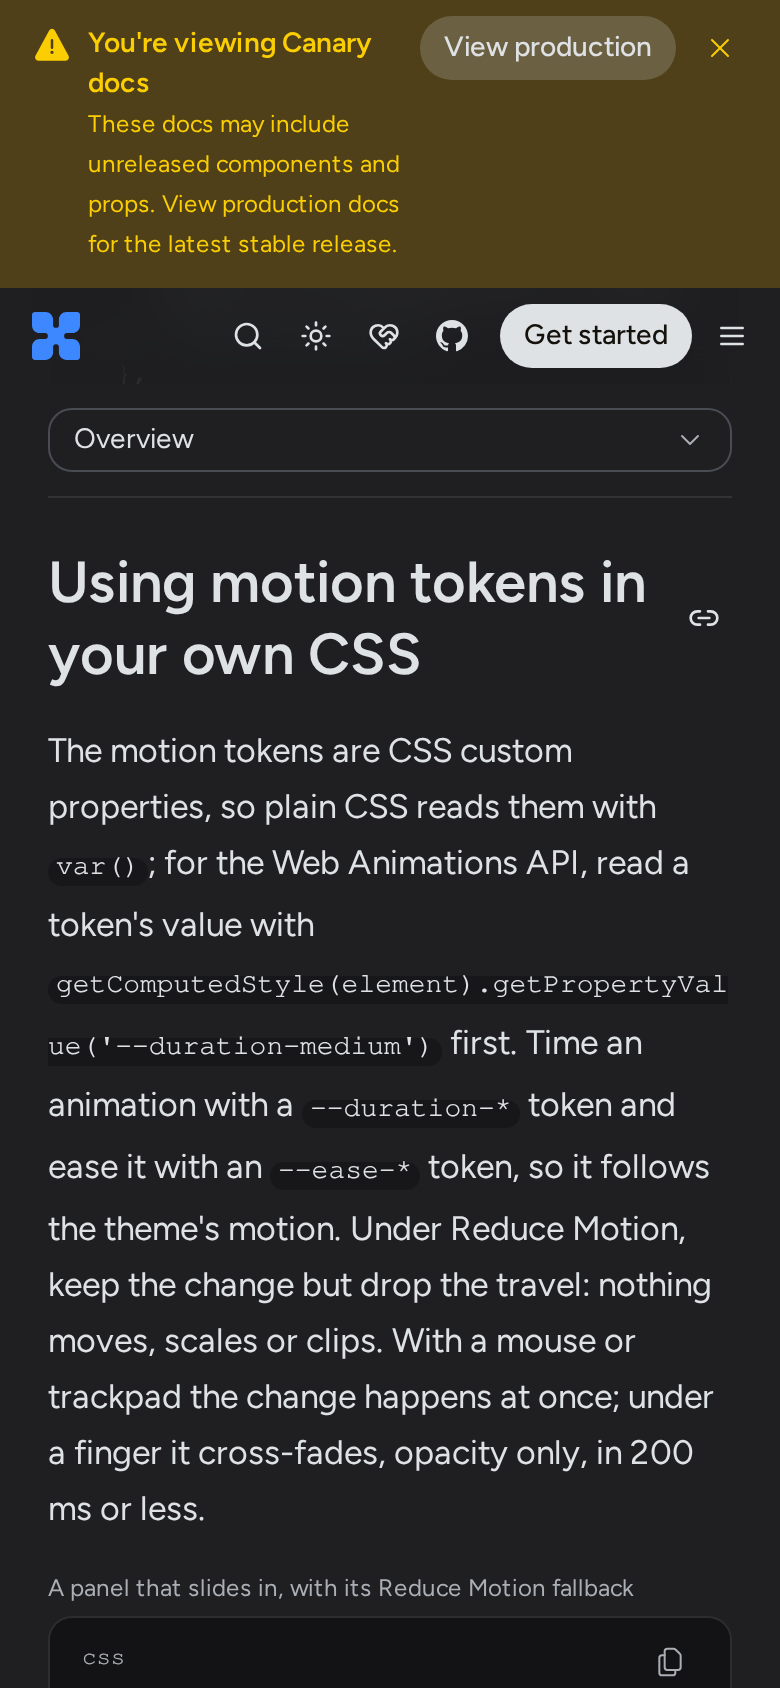 You're viewing Canary
docs
These docs may include
unreleased components and
props. View production docs
for the latest stable release.
View production
Get started
},
Overview
Using motion tokens in
your own CSS
The motion tokens are CSS custom
properties, so plain CSS reads them with
var() ; for the Web Animations API, read a
token's value with
getComputedStyle(element).getPropertyVal
ue('--duration-medium') first. Time an
animation with a --duration-* token and
ease it with an --ease-* token, so it follows
the theme's motion. Under Reduce Motion,
keep the change but drop the travel: nothing
moves, scales or clips. With a mouse or
trackpad the change happens at once; under
a finger it cross-fades, opacity only, in 200
ms or less.
A panel that slides in, with its Reduce Motion fallback
css